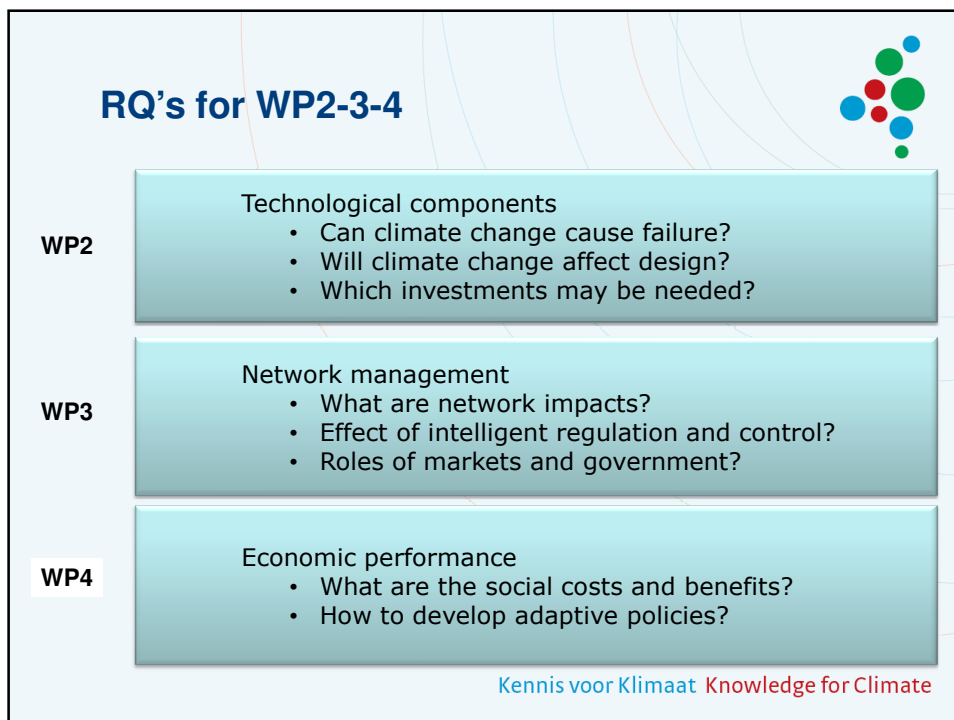 RQ’s for WP2-3-4
WP2
Technological components
• Can climate change cause failure?
• Will climate change affect design?
• Which investments may be needed?
WP3
Network management
• What are network impacts?
• Effect of intelligent regulation and control?
• Roles of markets and government?
WP4
Economic performance
• What are the social costs and benefits?
• How to develop adaptive policies?
Kennis voor Klimaat Knowledge for Climate